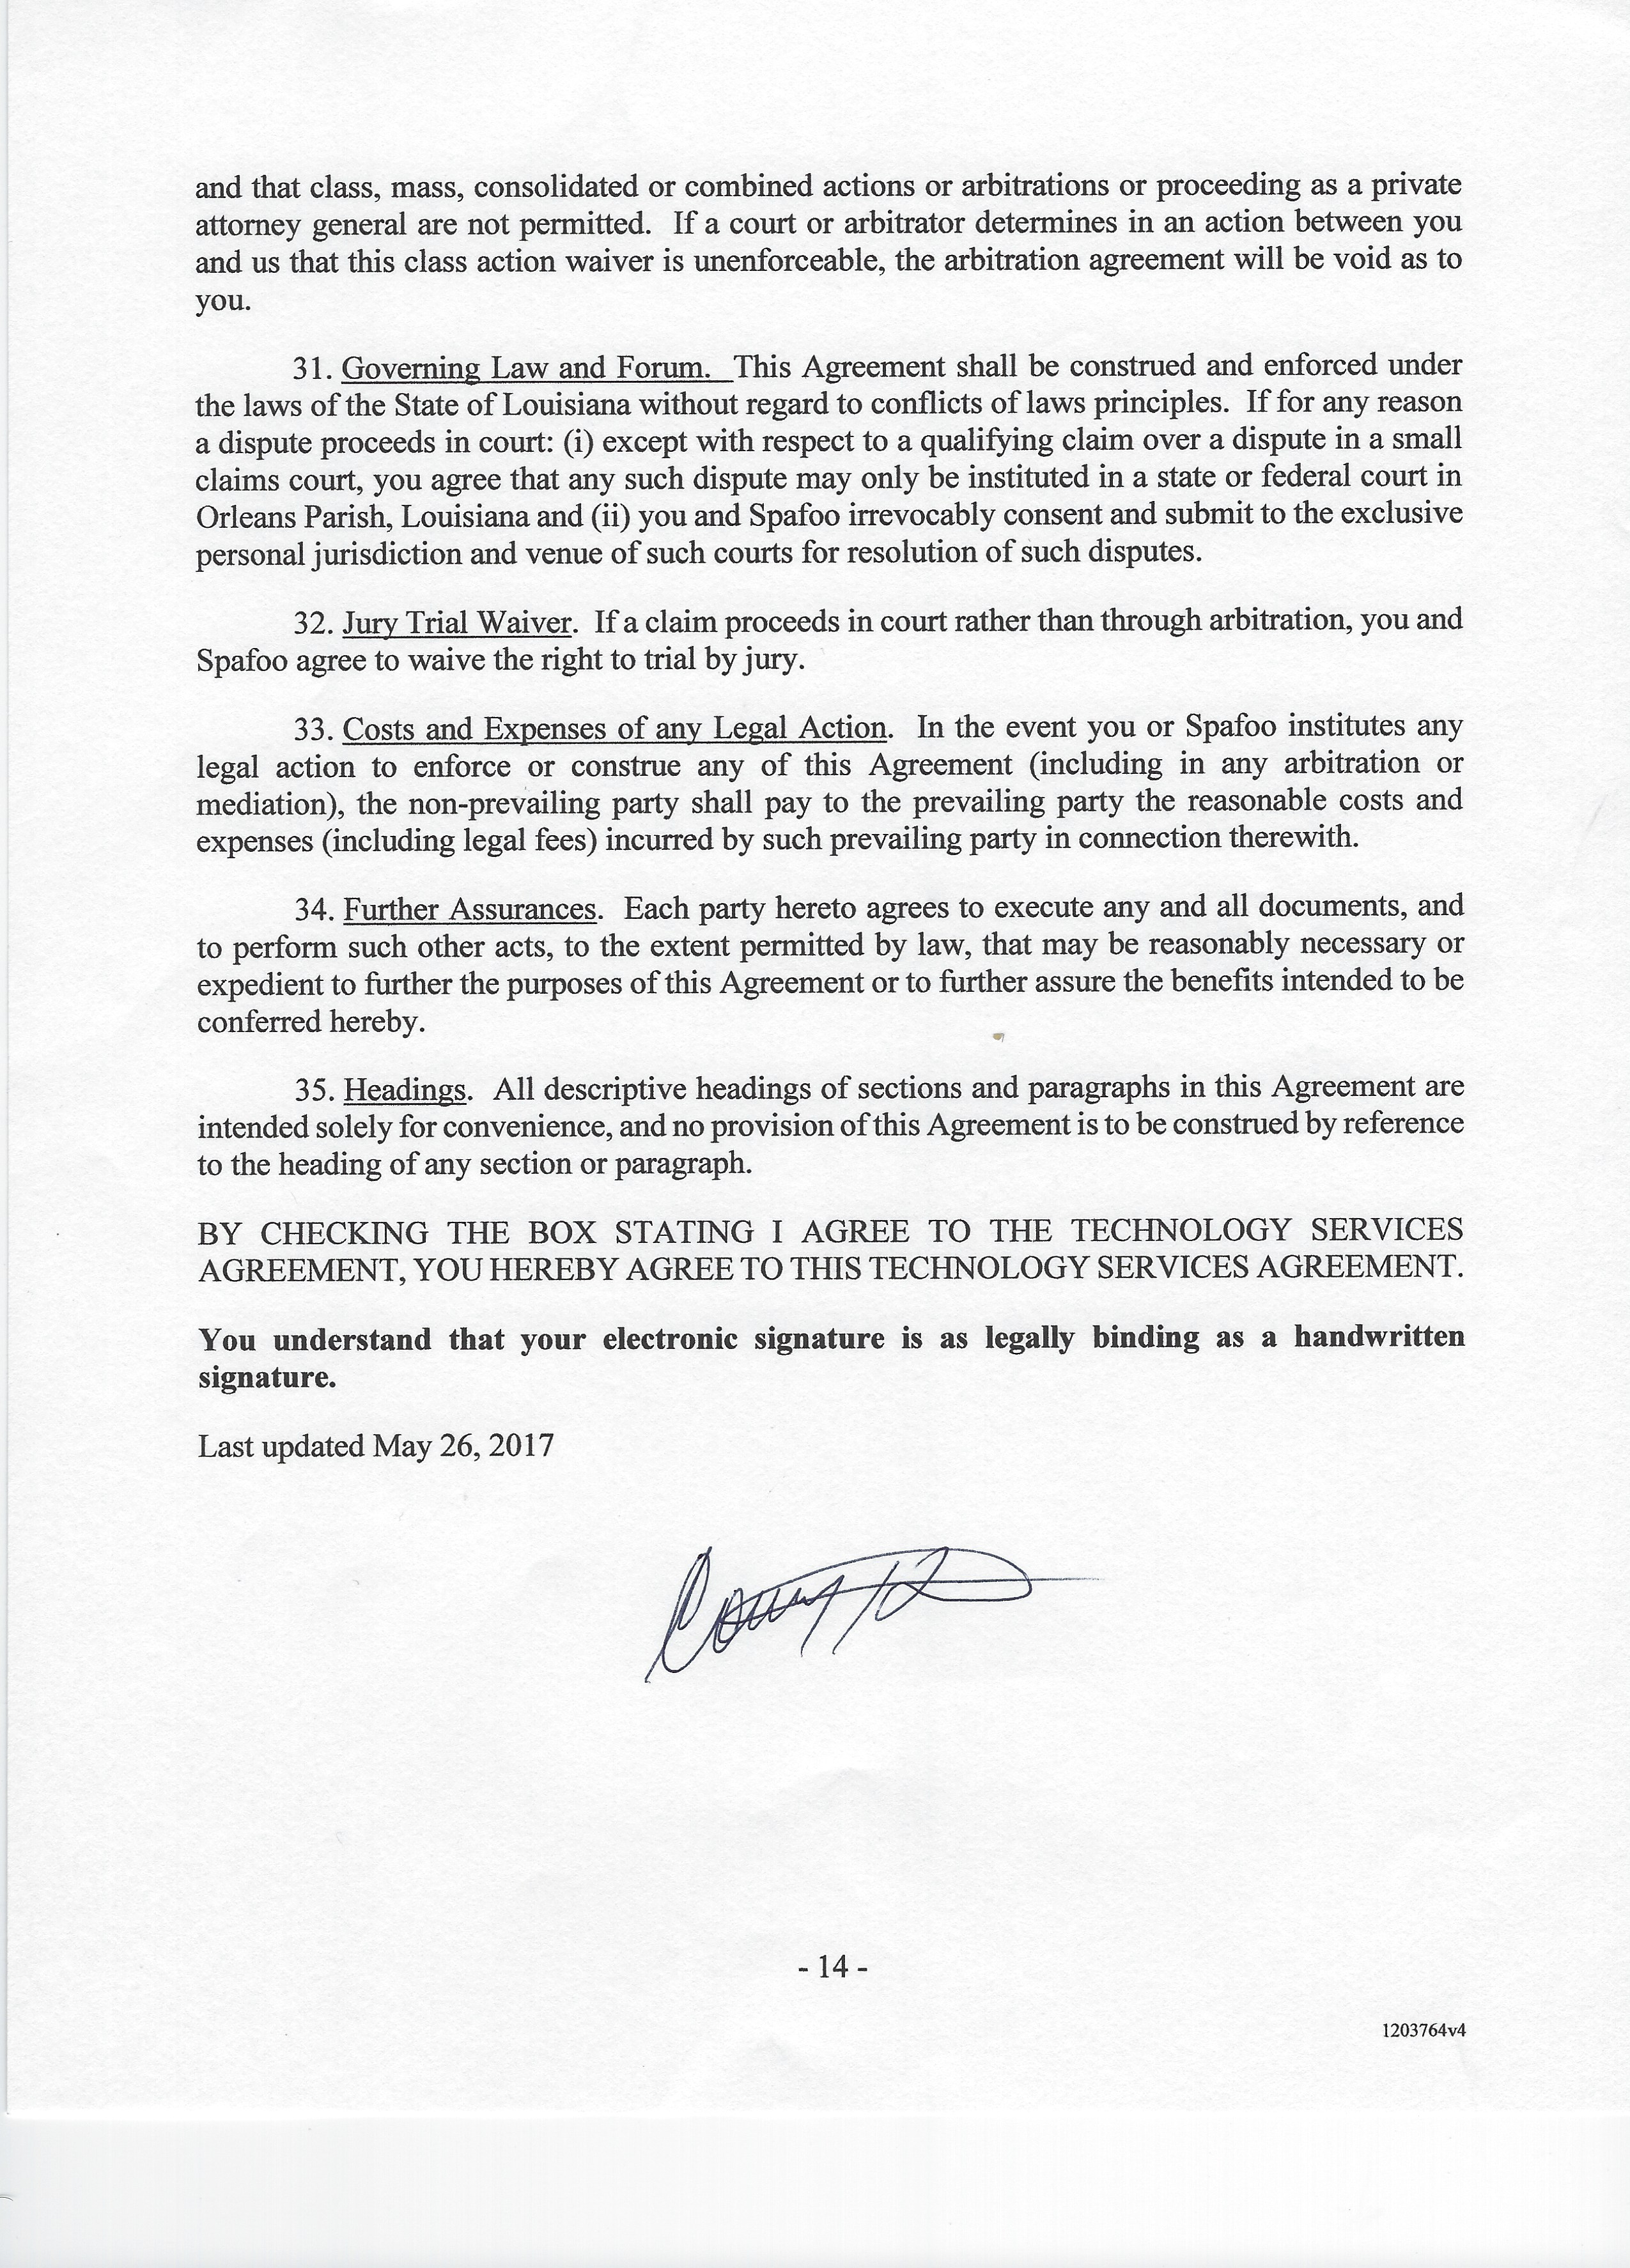 and that class, mass, consolidated or combined actions or arbitrations or proceeding as a private
attorney general are not permitted. If a court or arbitrator determines in an action between you
and us that this class action waiver is unenforceable, the arbitration agreement will be void as to
you.
31. Governing Law and Forum. This Agreement shall be construed and enforced under
the laws of the State of Louisiana without regard to conflicts of laws principles. If for any reason
a dispute proceeds in court: (i) except with respect to a qualifying claim over a dispute in a small
claims court, you agree that any such dispute may only be instituted in a state or federal court in
Orleans Parish, Louisiana and (ii) you and Spafoo irrevocably consent and submit to the exclusive
personal jurisdiction and venue of such courts for resolution of such disputes.
32. Jury Trial Waiver. If a claim proceeds in court rather than through arbitration, you and
Spafoo agree to waive the right to trial by jury.
33. Costs and Expenses of any Legal Action. In the event you or Spafoo institutes any
legal action to enforce or construe any of this Agreement (including in any arbitration or
mediation), the non-prevailing party shall pay to the prevailing party the reasonable costs and
expenses (including legal fees) incurred by such prevailing party in connection therewith.
34. Further Assurances. Each party hereto agrees to execute any and all documents, and
to perform such other acts, to the extent permitted by law, that may be reasonably necessary or
expedient to further the purposes of this Agreement or to further assure the benefits intended to be
conferred hereby.
35. Headings. All descriptive headings of sections and paragraphs in this Agreement are
intended solely for convenience, and no provision of this Agreement is to be construed by reference
to the heading of any section or paragraph.
BY CHECKING THE BOX STATING I AGREE TO THE TECHNOLOGY SERVICES
AGREEMENT, YOU HEREBY AGREE TO THIS TECHNOLOGY SERVICES AGREEMENT.
You understand that your electronic signature is as legally binding as a handwritten
signature.
Last updated May 26, 2017
- 14 -
1203764v4